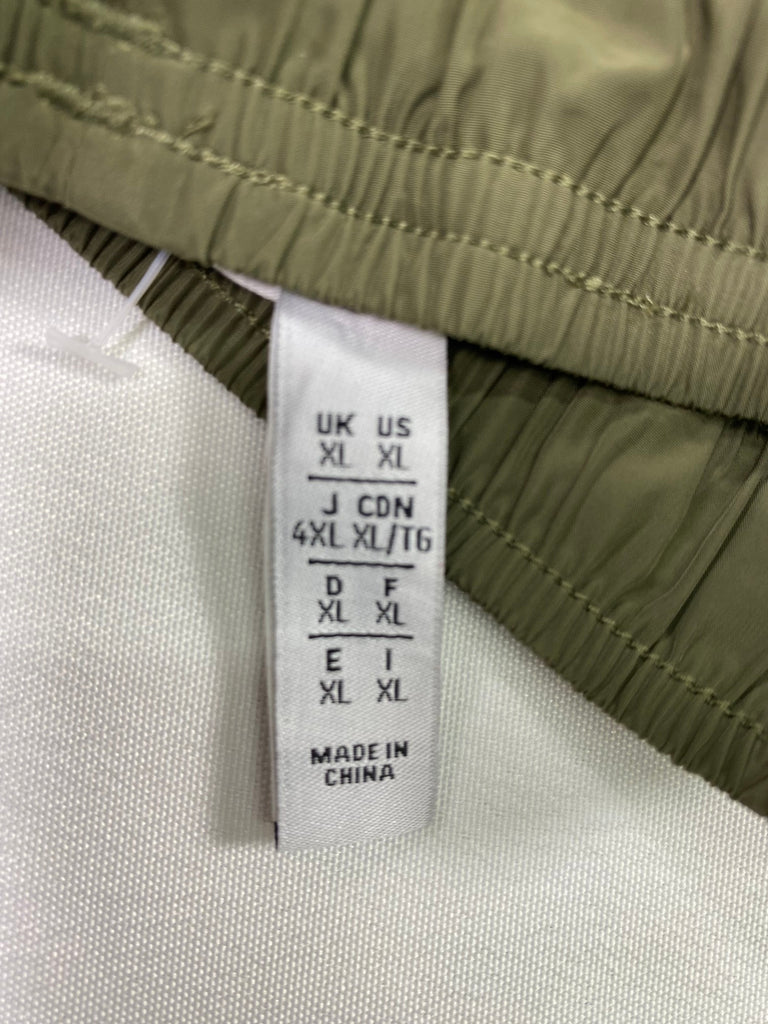 UK US
XL XL
J CDN
4XL XL/TG
D F
XL XL
E I
XL XL
MADE IN
CHINA